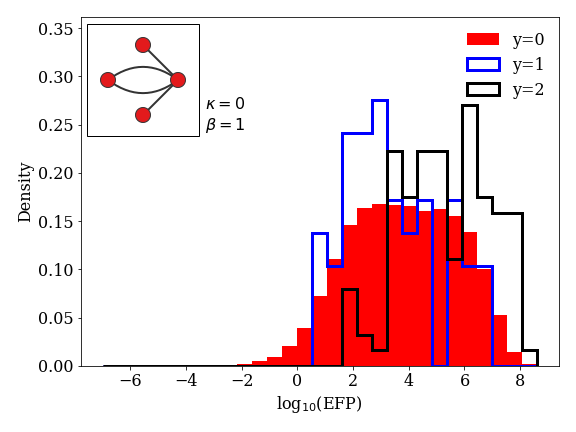 0.35
0.30
0.25
0.20
0.15
0.10
0.05
0.00
Density
κ = 0
β = 1
y=0
y=1
y=2
−6 −4 −2 0 2 4 6 8
log₁₀(EFP)